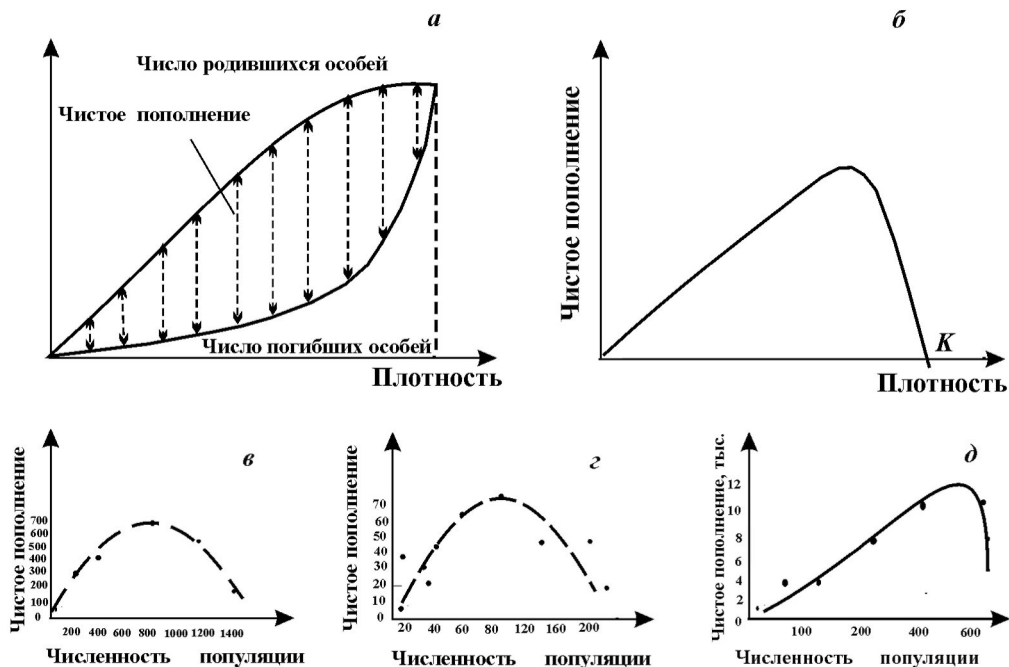 а
Число родившихся особей
Чистое пополнение
Число погибших особей
Плотность
б
Чистое пополнение
K
Плотность
в
Чистое пополнение
700
600
500
400
300
200
100
0
200 400 600 800 1000 1200 1400
Численность популяции
г
Чистое пополнение
70
60
50
40
30
20
10
0
20 40 60 80 120 160 200
Численность популяции
д
Чистое пополнение, тыс.
12
10
8
6
4
2
0
100 200 400 600
Численность популяции